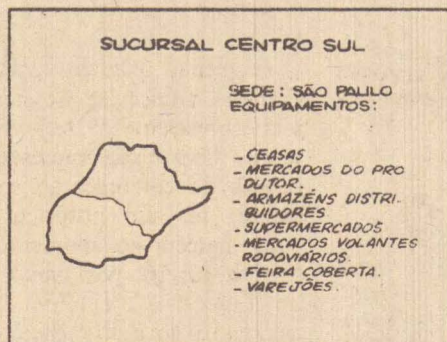 SUCURSAL CENTRO SUL
SEDE: SÃO PAULO
EQUIPAMENTOS:
- CEASAS
- MERCADOS DO PRO
DUTOR.
- ARMAZÉNS DISTRI-
BUIDORES
- SUPERMERCADOS
- MERCADOS VOLANTES
RODOVIÁRIOS.
- FEIRA COBERTA.
- VAREJÕES.